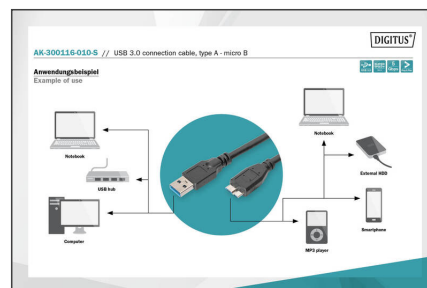 DIGITUS®
AK-300116-010-S // USB 3.0 connection cable, type A - micro B
Anwendungsbeispiel
Example of use
Notebook
USB hub
Computer
Notebook
External HDD
Smartphone
MP3 player